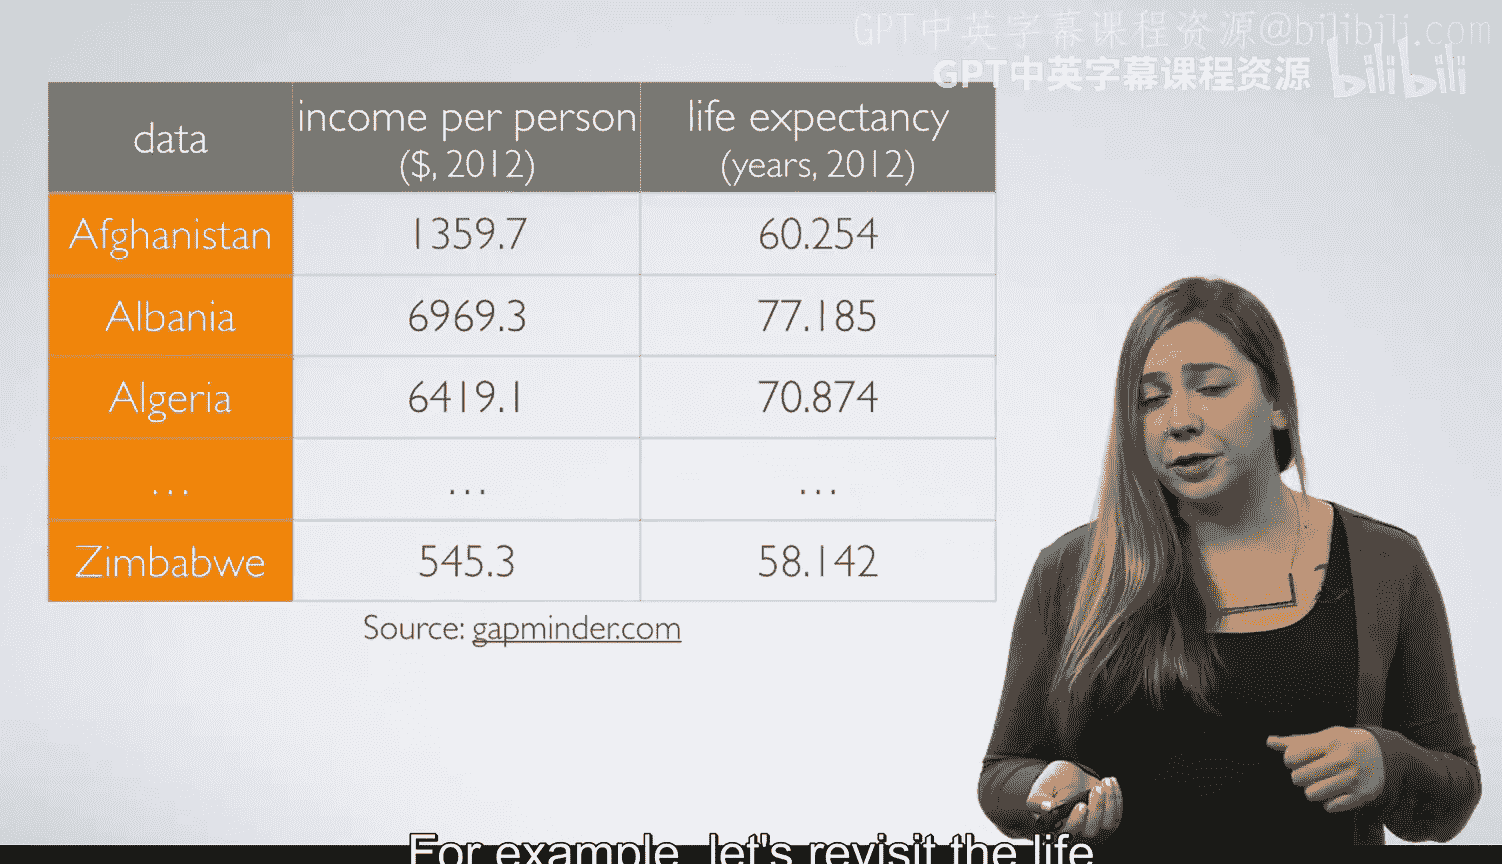 GPT中英字幕课程资源@bilibili.com
GPT中英字幕课程资源 bilibili
data income per person life expectancy
($, 2012) (years, 2012)
Afghanistan 1359.7 60.254
Albania 6969.3 77.185
Algeria 6419.1 70.874
... ... ...
Zimbabwe 545.3 58.142
Source: gapminder.com
For example, let's revisit the life